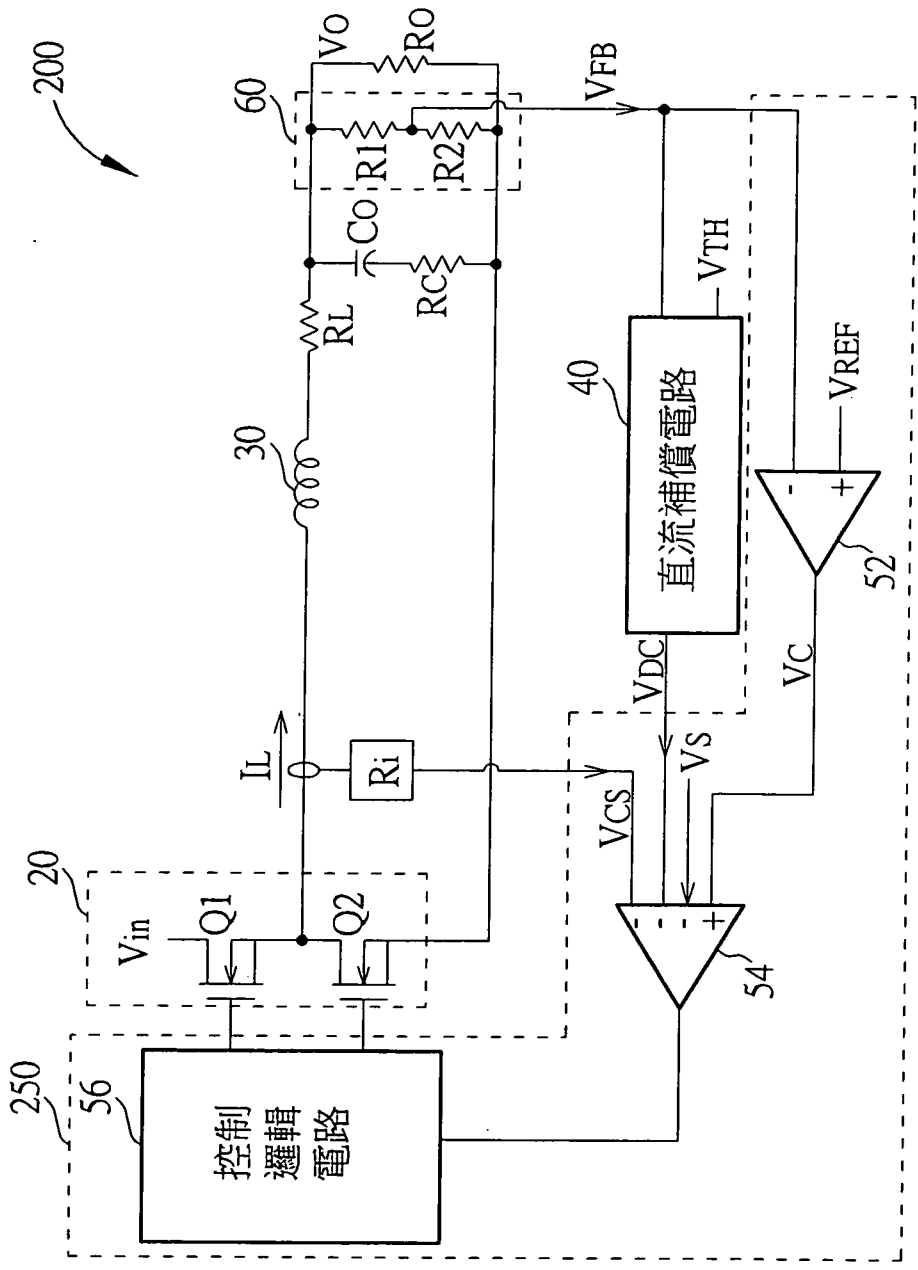 200
250
56
控制
邏輯
電路
20
Vin
Q1
Q2
IL
Ri
30
RL
CO
RC
60
R1
R2
VO
RO
VFB
VTH
40
直流補償電路
VDC
VCS
VS
VC
VREF
-
+
52
-
-
-
+
54